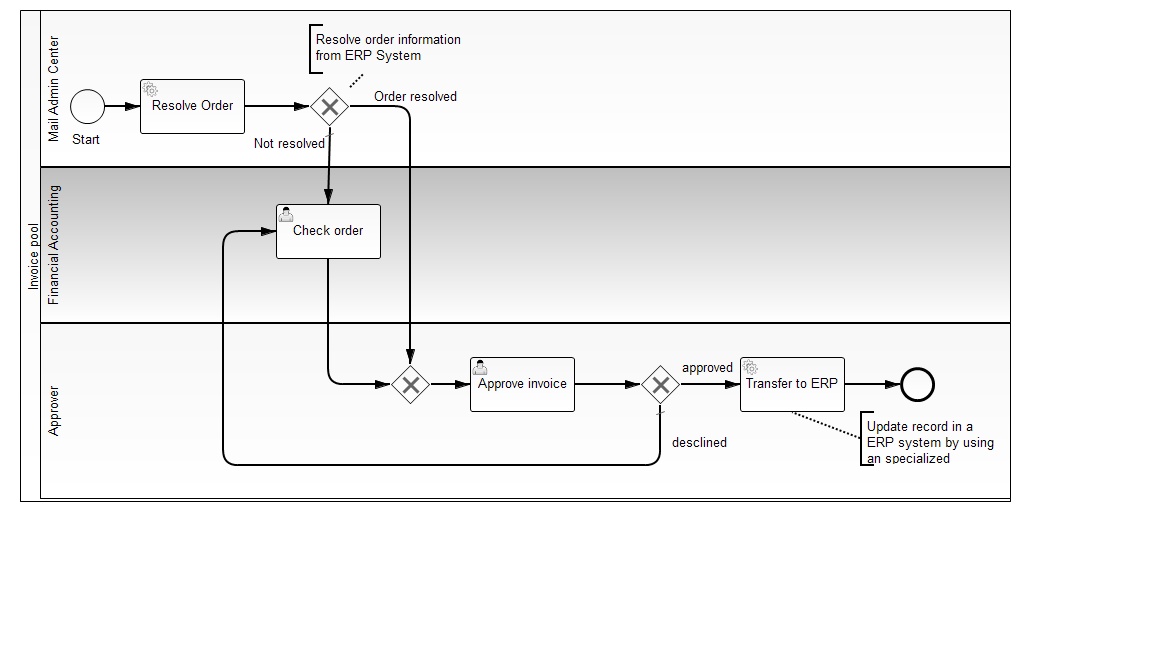 Invoice pool
Mail Admin Center
Resolve order information
from ERP System
Resolve Order
Order resolved
Start
Not resolved
Financial Accounting
Check order
Approver
Approve invoice
approved
Transfer to ERP
desclined
Update record in a
ERP system by using
an specialized